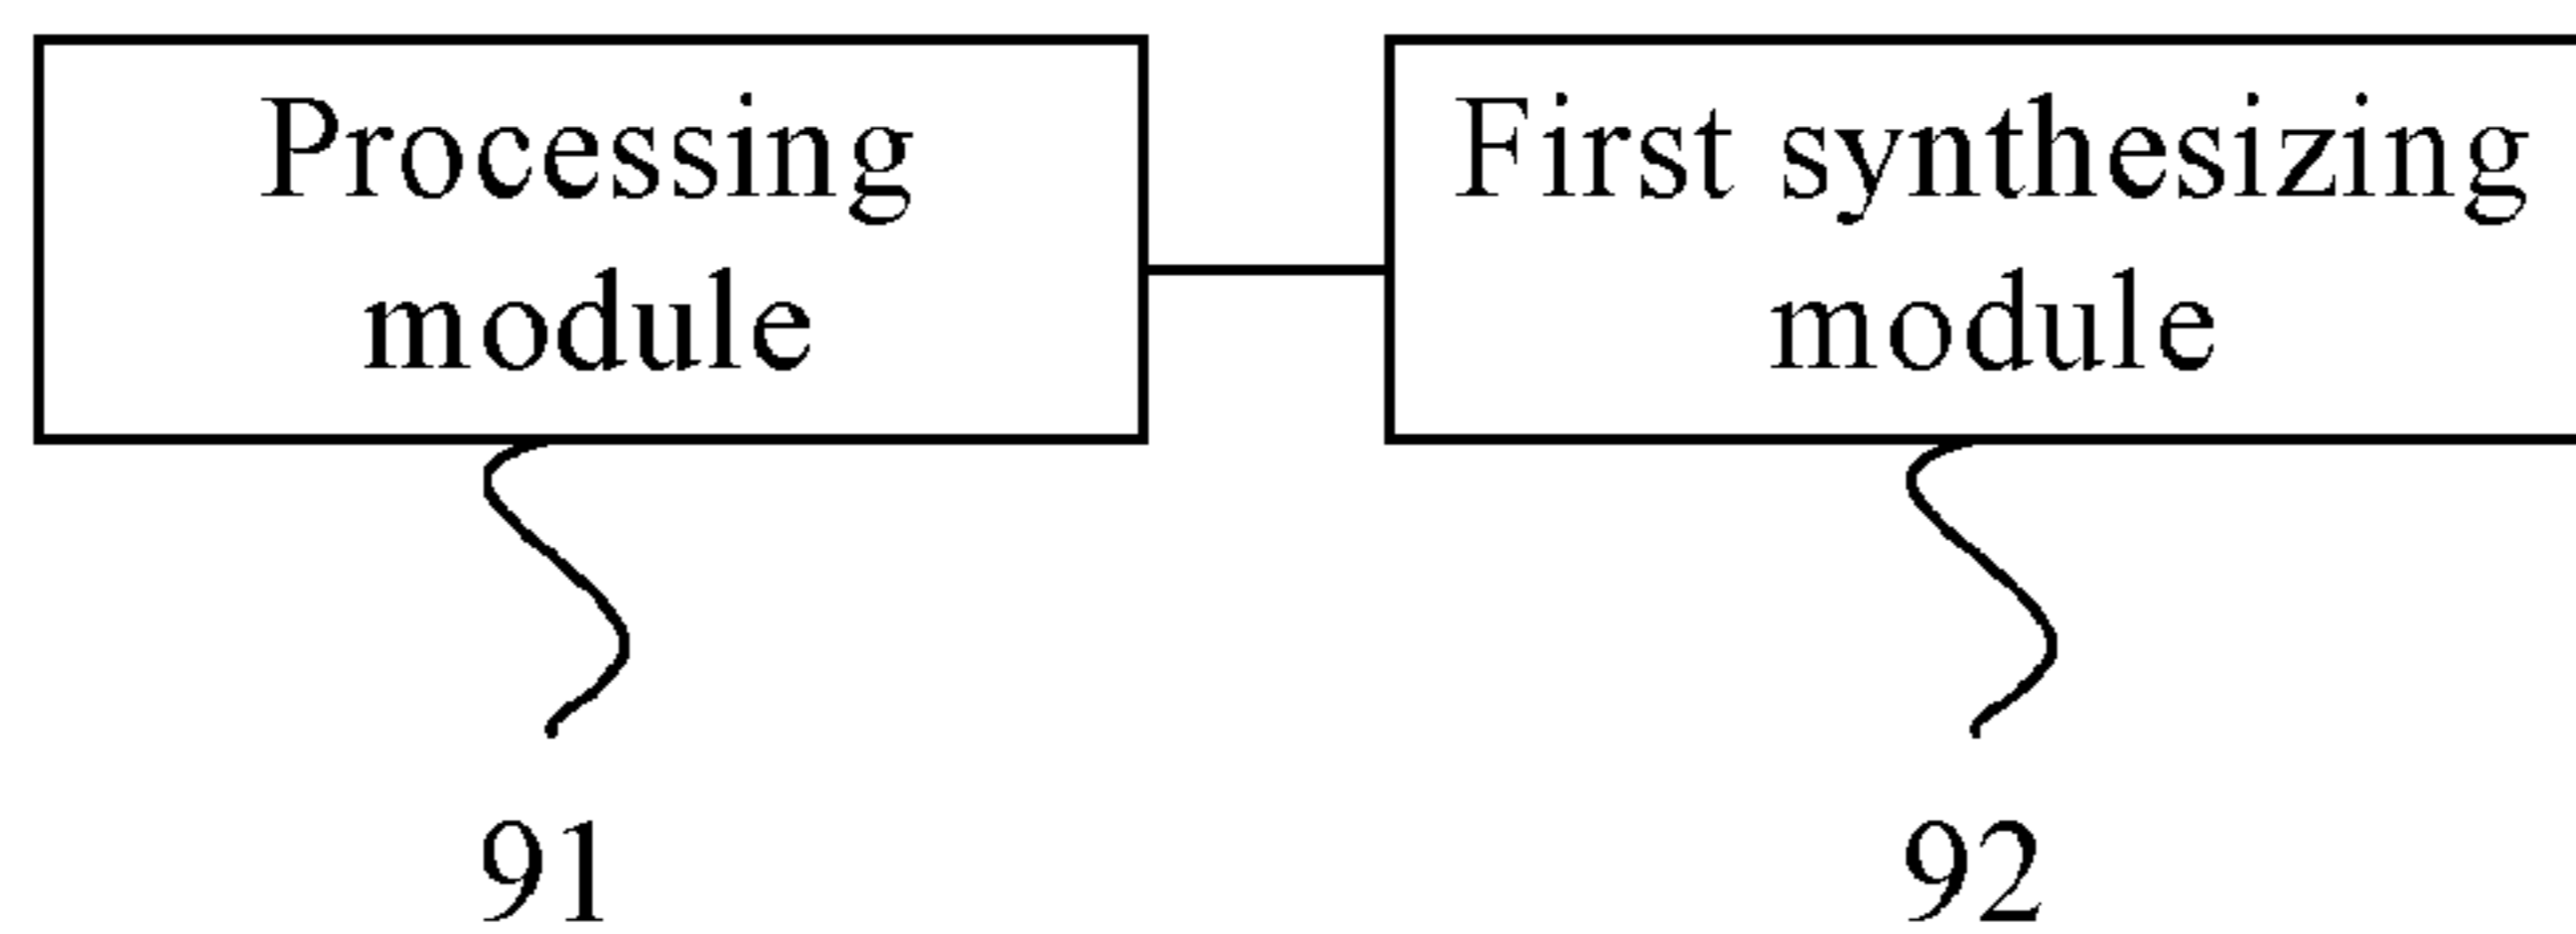 Processing
module
First synthesizing
module
91
92